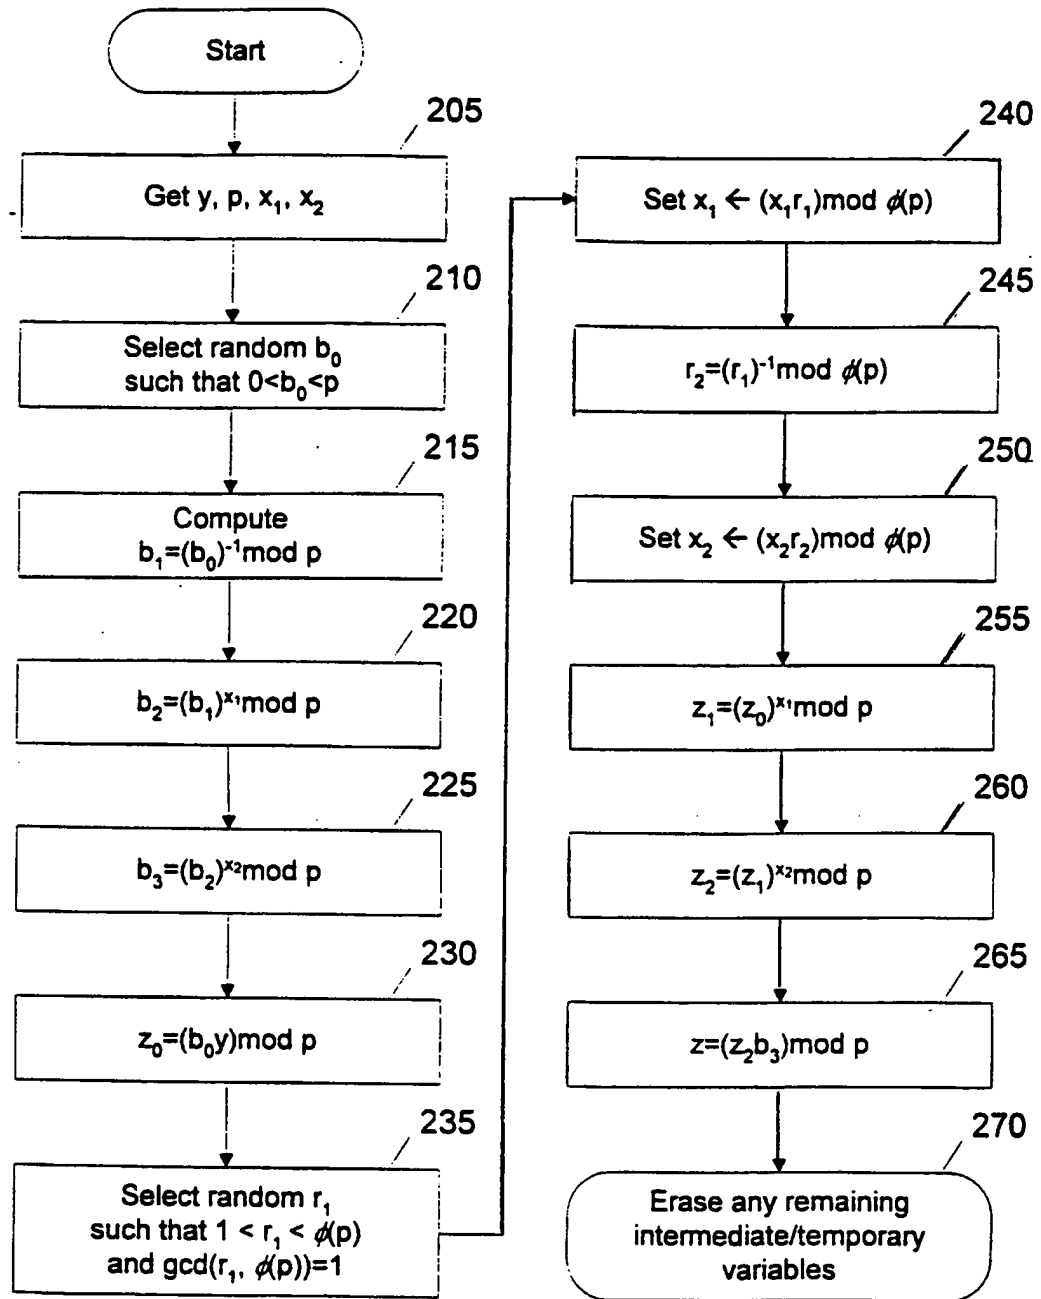 Start
205
Get y, p, x₁, x₂
210
Select random b₀
such that 0<b₀<p
215
Compute
b₁=(b₀)⁻¹mod p
220
b₂=(b₁)ˣ¹mod p
225
b₃=(b₂)ˣ²mod p
230
z₀=(b₀y)mod p
235
Select random r₁
such that 1 < r₁ < ϕ(p)
and gcd(r₁, ϕ(p))=1
240
Set x₁ ← (x₁r₁)mod ϕ(p)
245
r₂=(r₁)⁻¹mod ϕ(p)
250
Set x₂ ← (x₂r₂)mod ϕ(p)
255
z₁=(z₀)ˣ¹mod p
260
z₂=(z₁)ˣ²mod p
265
z=(z₂b₃)mod p
270
Erase any remaining
intermediate/temporary
variables